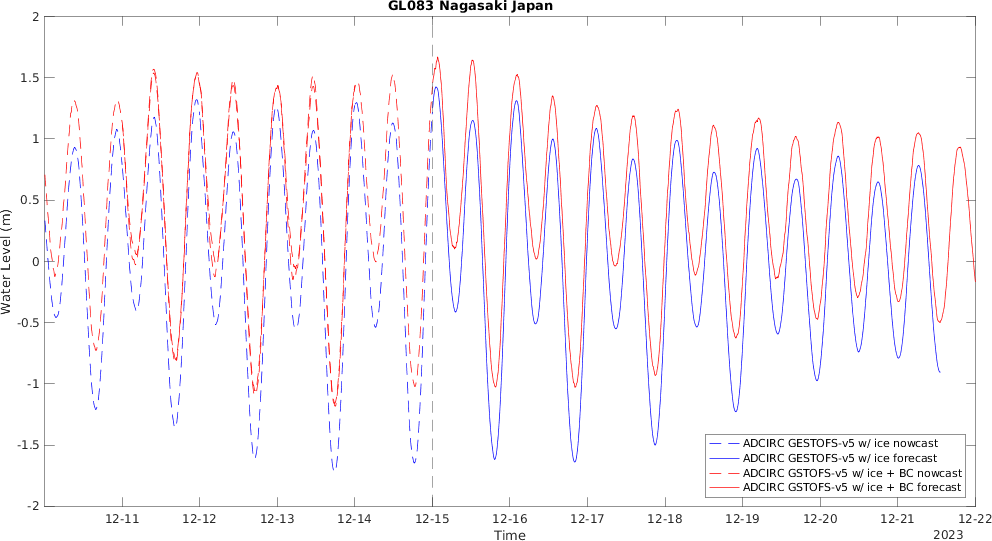 GL083 Nagasaki Japan
2
1.5
1
0.5
0
-0.5
-1
-1.5
-2
Water Level (m)
ADCIRC GESTOFS-v5 w/ ice nowcast
ADCIRC GESTOFS-v5 w/ ice forecast
ADCIRC GSTOFS-v5 w/ ice + BC nowcast
ADCIRC GSTOFS-v5 w/ ice + BC forecast
12-11 12-12 12-13 12-14 12-15 12-16 12-17 12-18 12-19 12-20 12-21 12-22
Time
2023